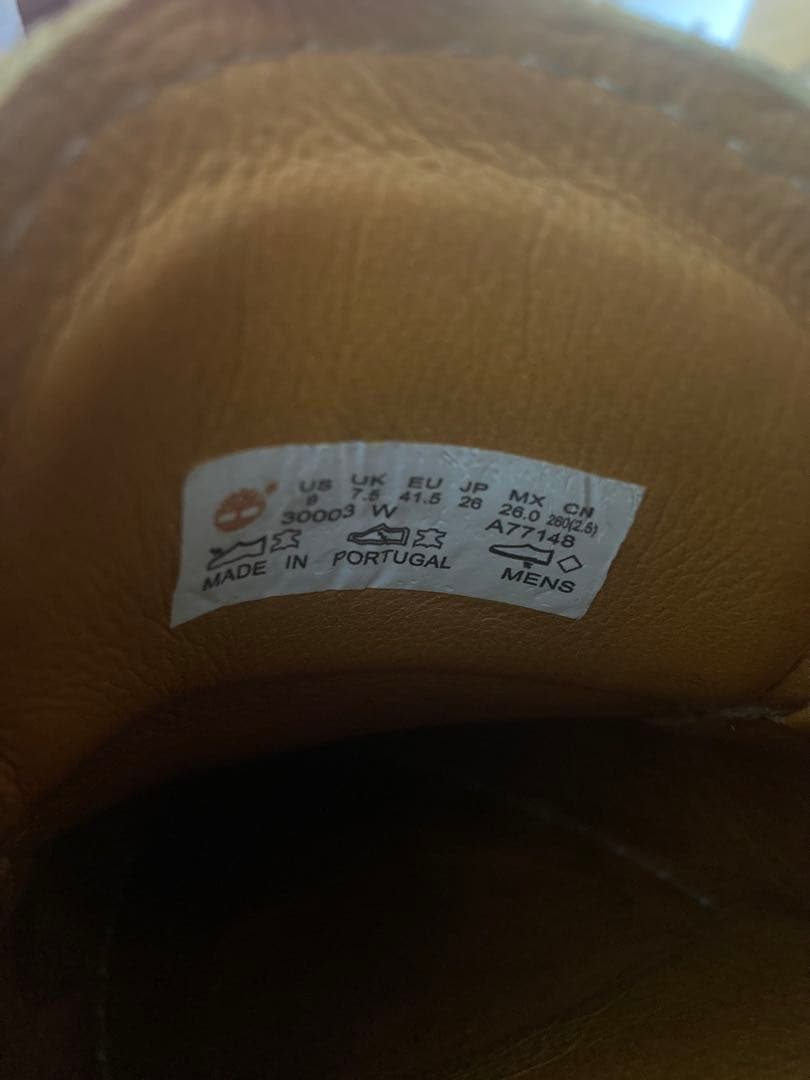 US UK EU JP MX CN
8 7.5 41.5 26 26.0 260(2.5)
30003 W A77148
MADE IN PORTUGAL MENS